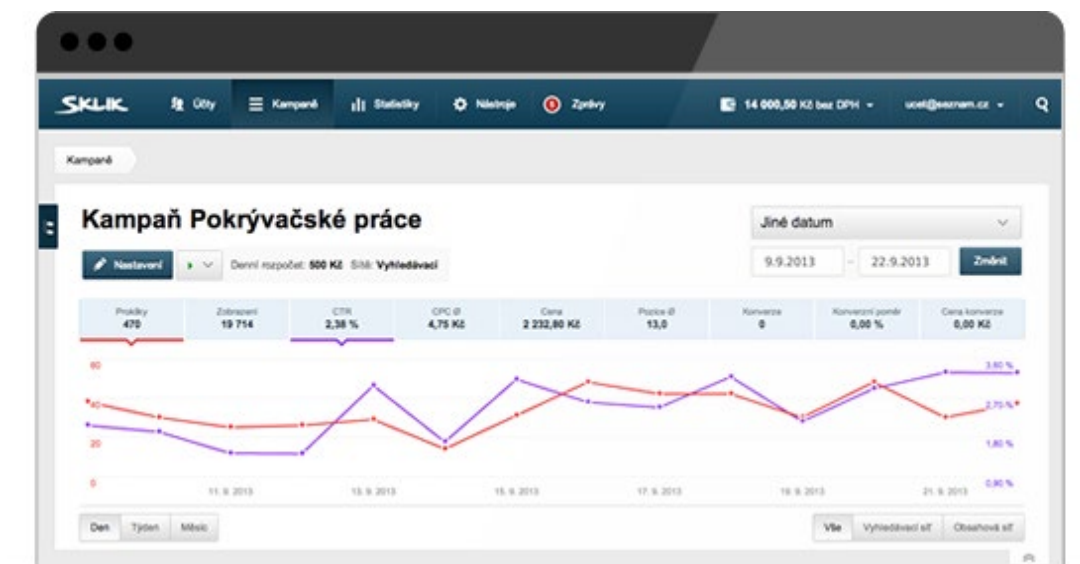 SKLIK Účty Kampaně Statistiky Nástroje Zprávy 14 000,50 Kč bez DPH ucet@seznam.cz
Kampaně
Kampaň Pokrývačské práce
Jiné datum
Nastavení Denní rozpočet: 500 Kč Sítě: Vyhledávací
9.9.2013 – 22.9.2013 Změnit
Prokliky Zobrazení CTR CPC Ø Cena Pozice Ø Konverze Konverzní poměr Cena konverze
470 19 714 2,38 % 4,75 Kč 2 232,80 Kč 13,0 0 0,00 % 0,00 Kč
60 3,60 %
40 2,70 %
20 1,80 %
0 0,90 %
11. 9. 2013 13. 9. 2013 15. 9. 2013 17. 9. 2013 19. 9. 2013 21. 9. 2013
Den Týden Měsíc Vše Vyhledávací síť Obsahová síť